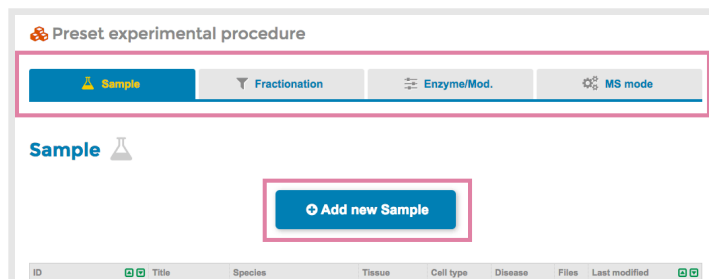 Preset experimental procedure
Sample Fractionation Enzyme/Mod. MS mode
Sample
Add new Sample
ID Title Species Tissue Cell type Disease Files Last modified